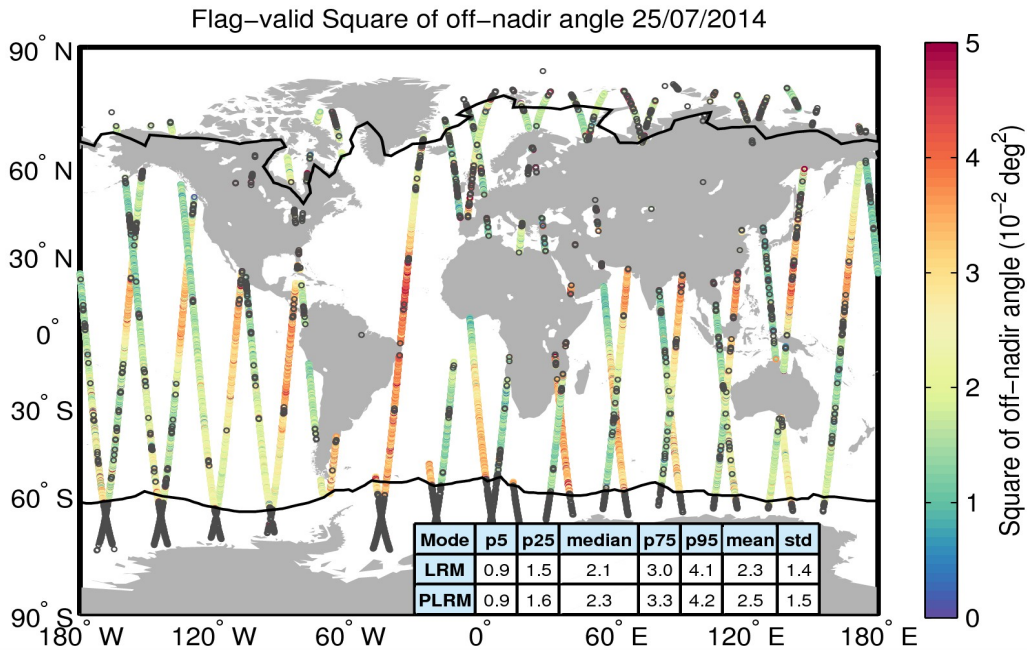 Flag−valid Square of off−nadir angle 25/07/2014
90° N
60° N
30° N
0°
30° S
60° S
90° S
180° W
120° W
60° W
0°
60° E
120° E
180° E
Mode p5 p25 median p75 p95 mean std
LRM 0.9 1.5 2.1 3.0 4.1 2.3 1.4
PLRM 0.9 1.6 2.3 3.3 4.2 2.5 1.5
5
4
3
2
1
0
Square of off−nadir angle (10⁻² deg²)